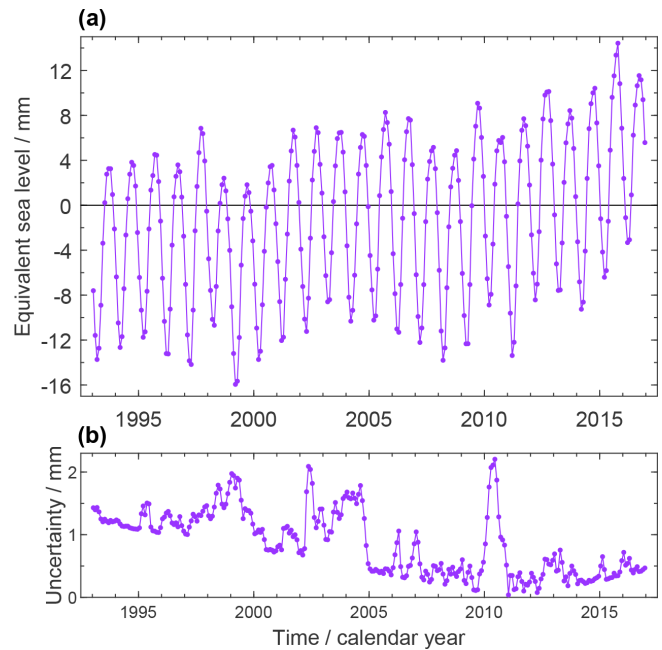 (a)
Equivalent sea level / mm
12
8
4
0
-4
-8
-12
-16
1995 2000 2005 2010 2015
(b)
Uncertainty / mm
2
1
0
1995 2000 2005 2010 2015
Time / calendar year